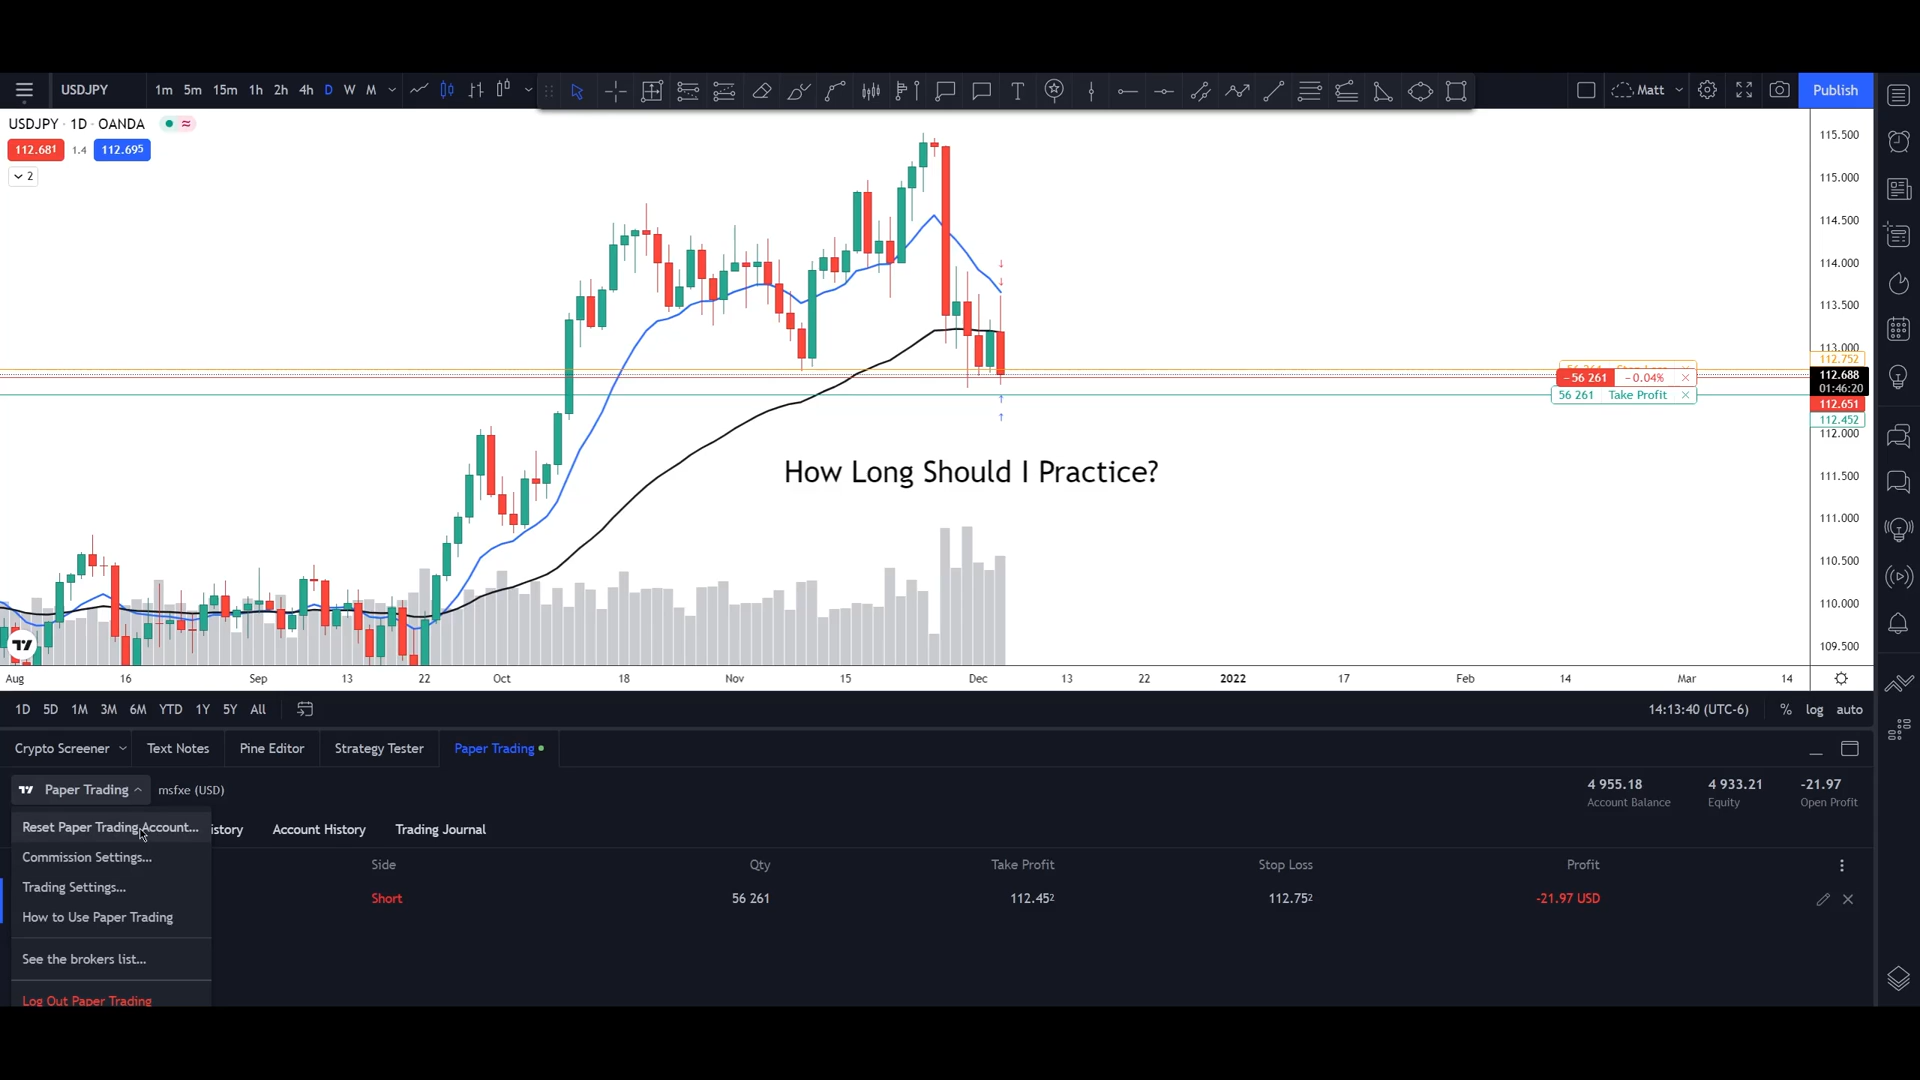 USDJPY 1m 5m 15m 1h 2h 4h D W M Matt Publish
USDJPY · 1D · OANDA
112.681 1.4 112.695
2
115.500
115.000
114.500
114.000
113.500
113.000
112.752
-56 261 -0.04%
112.688
01:46:20
56 261 Take Profit
112.651
112.452
112.000
How Long Should I Practice?
111.500
111.000
110.500
110.000
109.500
Aug 16 Sep 13 22 Oct 18 Nov 15 Dec 13 22 2022 17 Feb 14 Mar 14
1D 5D 1M 3M 6M YTD 1Y 5Y All 14:13:40 (UTC-6) % log auto
Crypto Screener Text Notes Pine Editor Strategy Tester Paper Trading
Paper Trading msfxe (USD)
4 955.18 4 933.21 -21.97
Account Balance Equity Open Profit
Reset Paper Trading Account... istory Account History Trading Journal
Commission Settings...
Side Qty Take Profit Stop Loss Profit
Trading Settings...
Short 56 261 112.452 112.752 -21.97 USD
How to Use Paper Trading
See the brokers list...
Log Out Paper Trading